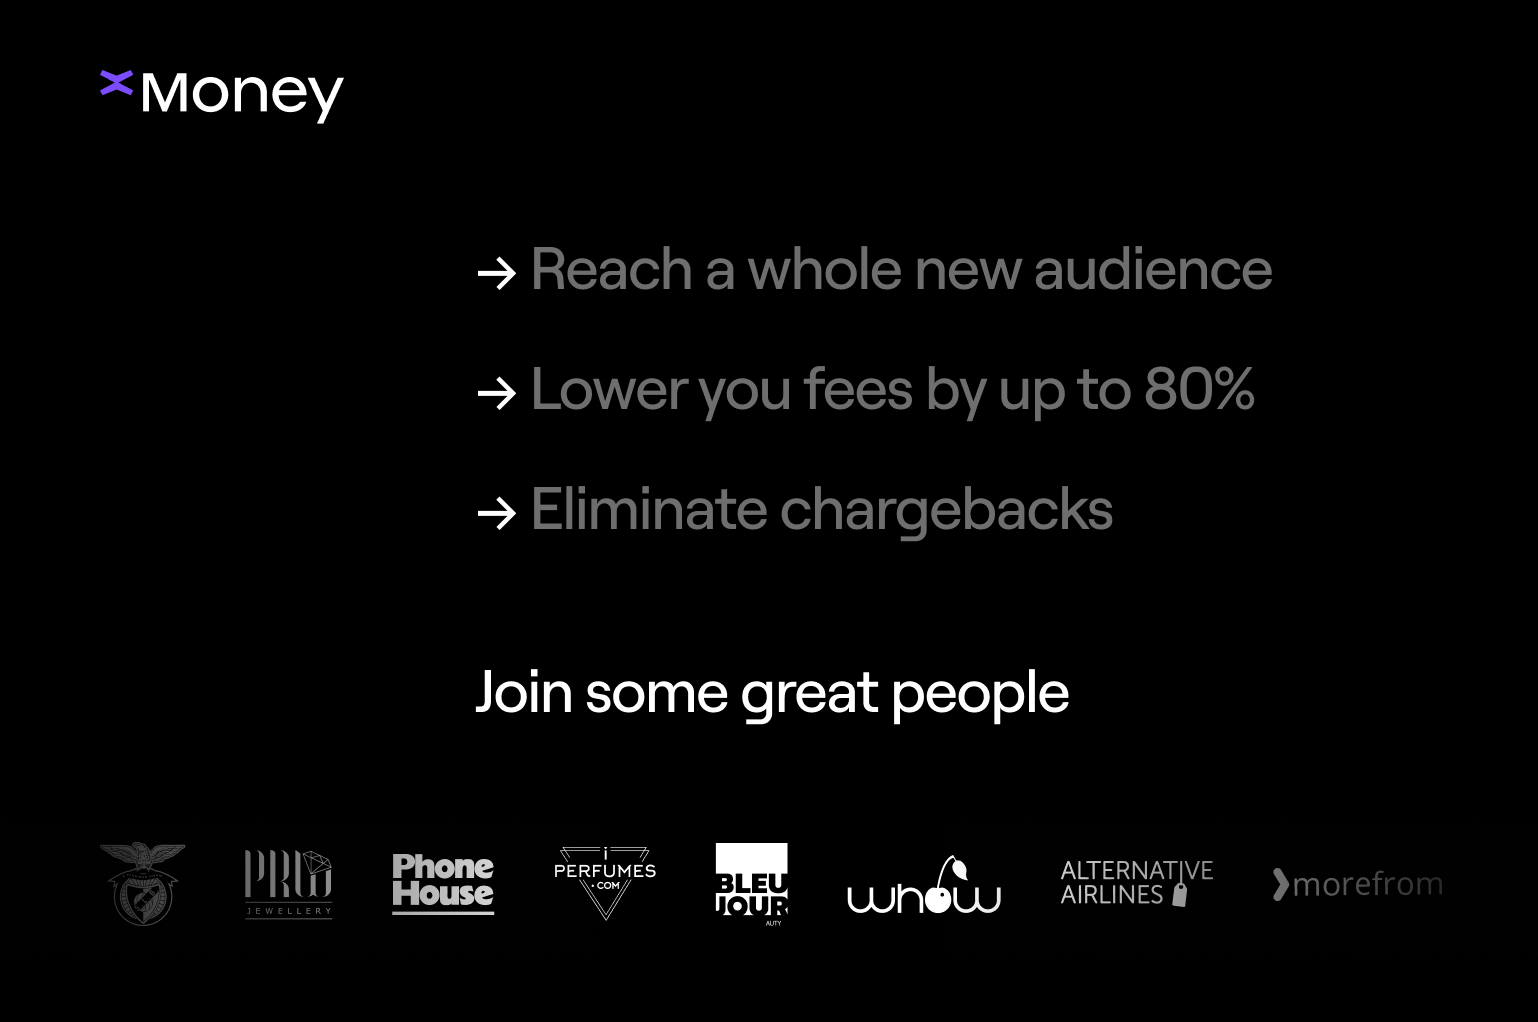 Money
→ Reach a whole new audience
→ Lower you fees by up to 80%
→ Eliminate chargebacks
Join some great people
JEWELLERY
Phone
House
i
PERFUMES
.COM
BLEU
JOUR
AUTY
whow
ALTERNATIVE
AIRLINES
morefrom